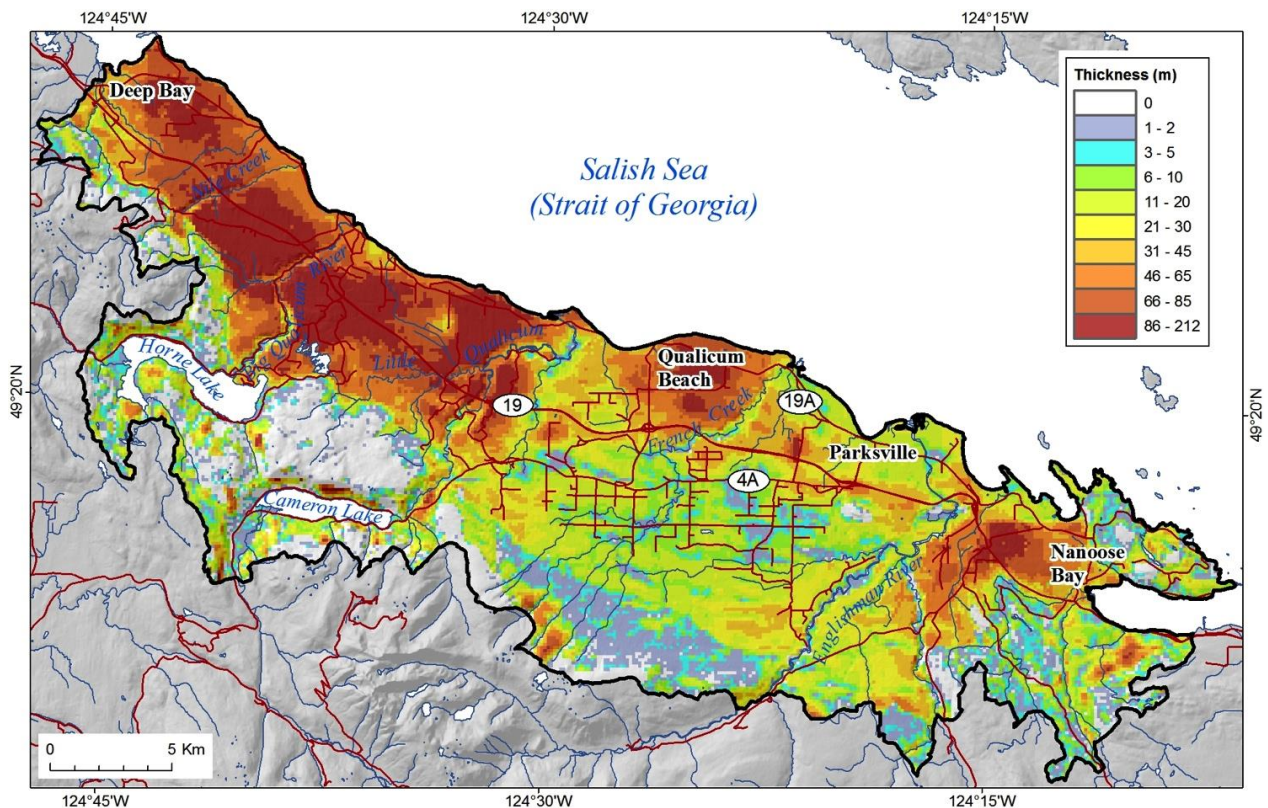 124°45'W
124°30'W
124°15'W
Thickness (m)
0
1 - 2
3 - 5
6 - 10
11 - 20
21 - 30
31 - 45
46 - 65
66 - 85
86 - 212
Deep Bay
Salish Sea
(Strait of Georgia)
Nile Creek
Big Qualicum River
Horne Lake
Little Qualicum
Qualicum
Beach
49°20'N
49°20'N
19
19A
French Creek
Parksville
4A
Cameron Lake
Nanoose
Bay
Englishman River
0
5 Km
124°45'W
124°30'W
124°15'W